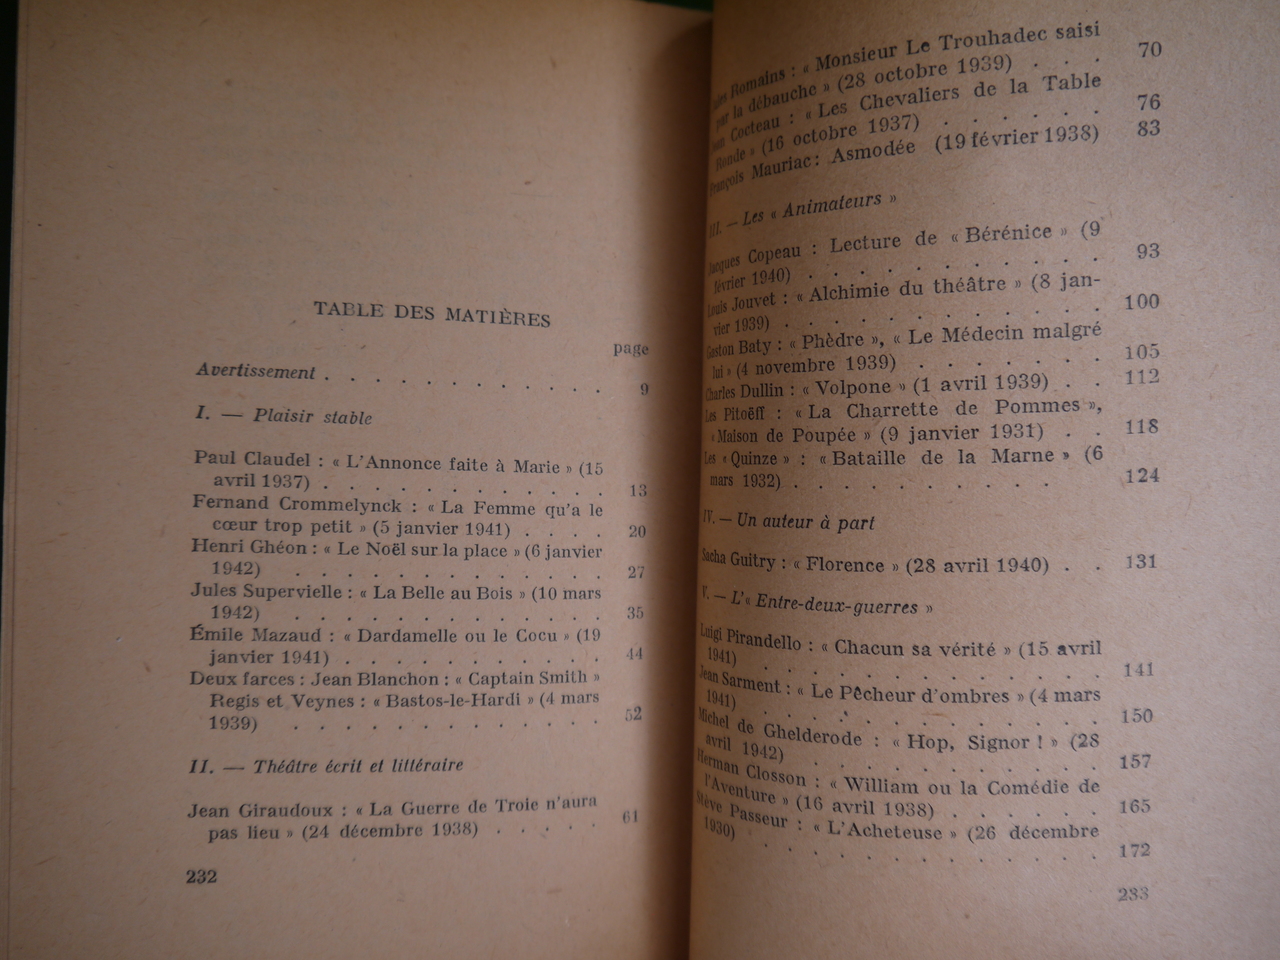 TABLE DES MATIÈRES
page
Avertissement . . . . . . . . . . . . 9
I. — Plaisir stable
Paul Claudel : « L'Annonce faite à Marie » (15
avril 1937) . . . . . . . . . . . . 13
Fernand Crommelynck : « La Femme qu'a le
cœur trop petit » (5 janvier 1941) . . . . 20
Henri Ghéon : « Le Noël sur la place » (6 janvier
1942) . . . . . . . . . . . . . 27
Jules Supervielle : « La Belle au Bois » (10 mars
1942) . . . . . . . . . . . . . . 35
Émile Mazaud : « Dardamelle ou le Cocu » (19
janvier 1941) . . . . . . . . . . . 44
Deux farces : Jean Blanchon : « Captain Smith »
Regis et Veynes : « Bastos-le-Hardi » (4 mars
1939) . . . . . . . . . . . . . 52
II. — Théâtre écrit et littéraire
Jean Giraudoux : « La Guerre de Troie n'aura
pas lieu » (24 décembre 1938) . . . . . 61
232
Romains : « Monsieur Le Trouhadec saisi
par la débauche » (28 octobre 1939) . . . 70
Cocteau : « Les Chevaliers de la Table
Ronde » (16 octobre 1937) . . . . . . 76
François Mauriac : Asmodée (19 février 1938) 83
III. — Les « Animateurs »
Jacques Copeau : Lecture de « Bérénice » (9
février 1940) . . . . . . . . . . . 93
Louis Jouvet : « Alchimie du théâtre » (8 jan-
vier 1939) . . . . . . . . . . . . 100
Gaston Baty : « Phèdre », « Le Médecin malgré
lui » (4 novembre 1939) . . . . . . 105
Charles Dullin : « Volpone » (1 avril 1939) . . 112
Les Pitoëff : « La Charrette de Pommes »,
« Maison de Poupée » (9 janvier 1931) . . 118
Les « Quinze » : « Bataille de la Marne » (6
mars 1932) . . . . . . . . . . 124
IV. — Un auteur à part
Sacha Guitry : « Florence » (28 avril 1940) . . 131
V. — L'« Entre-deux-guerres »
Luigi Pirandello : « Chacun sa vérité » (15 avril
1941) . . . . . . . . . . . . . 141
Jean Sarment : « Le Pêcheur d'ombres » (4 mars
1941) . . . . . . . . . . . . . 150
Michel de Ghelderode : « Hop, Signor ! » (28
avril 1942) . . . . . . . . . . . 157
Herman Closson : « William ou la Comédie de
l'Aventure » (16 avril 1938) . . . . . . 165
Stève Passeur : « L'Acheteuse » (26 décembre
1930) . . . . . . . . . . . . . 172
233